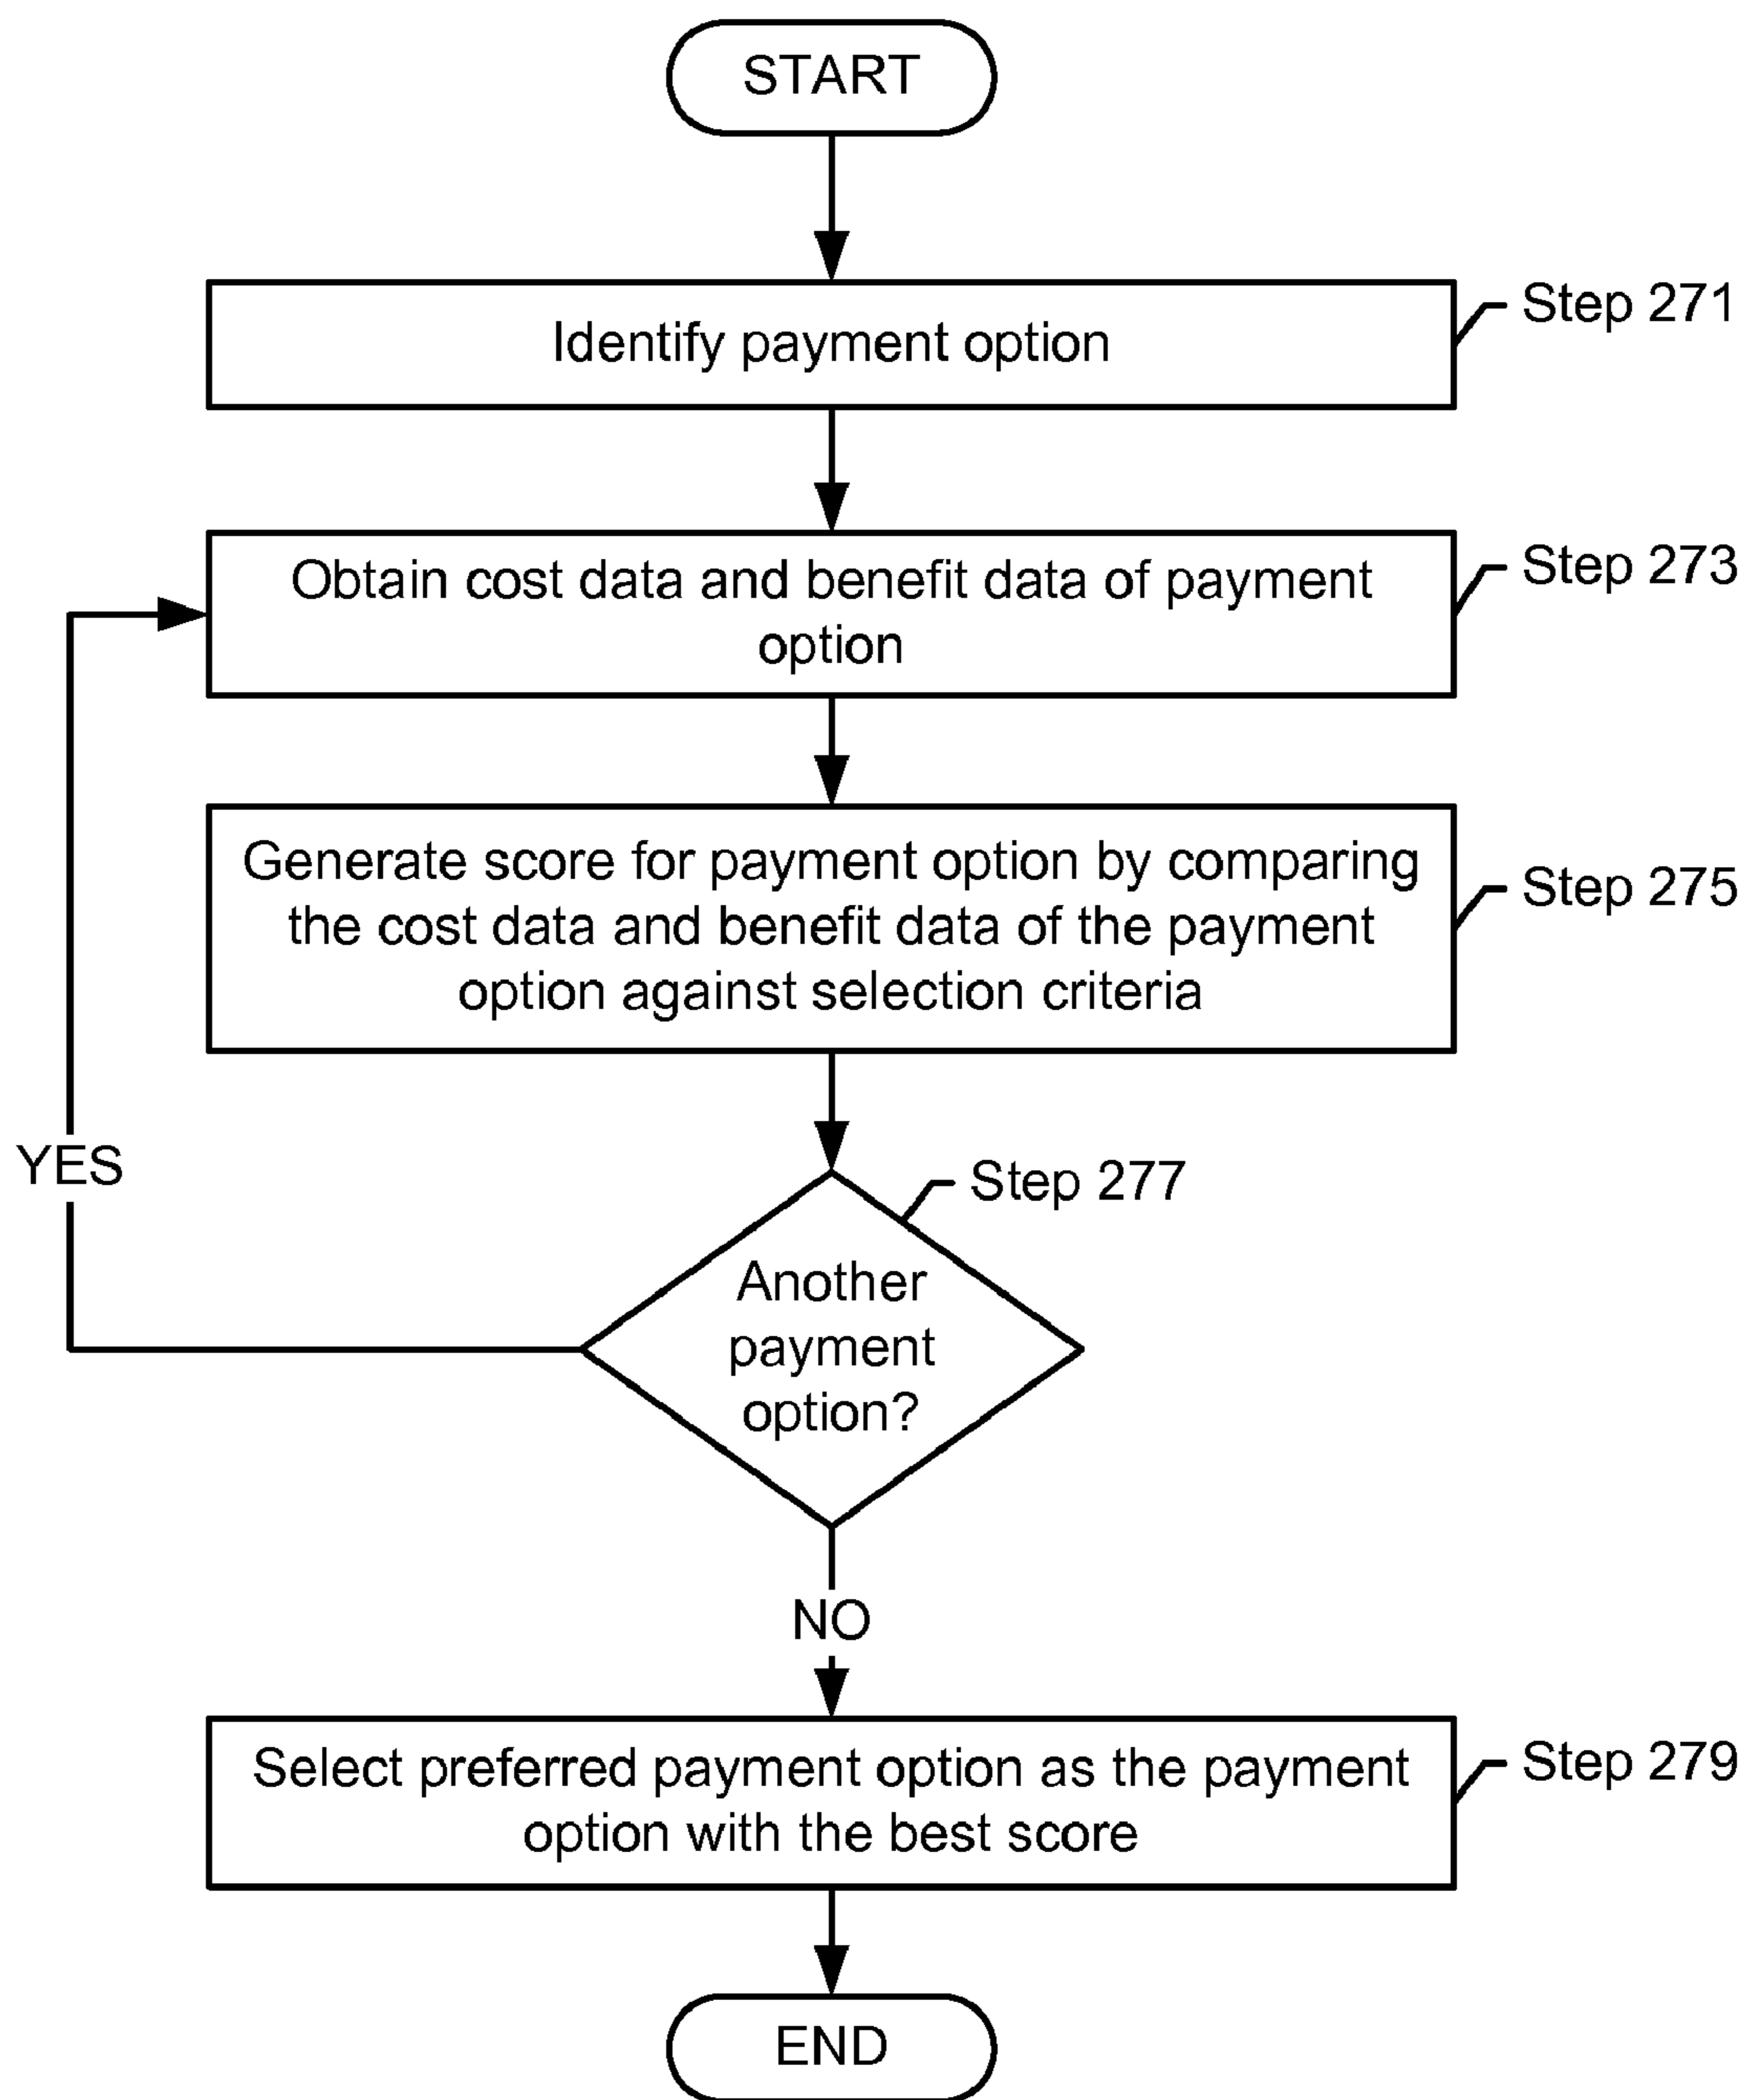 START
Identify payment option
Step 271
Obtain cost data and benefit data of payment
option
Step 273
Generate score for payment option by comparing
the cost data and benefit data of the payment
option against selection criteria
Step 275
YES
Step 277
Another
payment
option?
NO
Select preferred payment option as the payment
option with the best score
Step 279
END